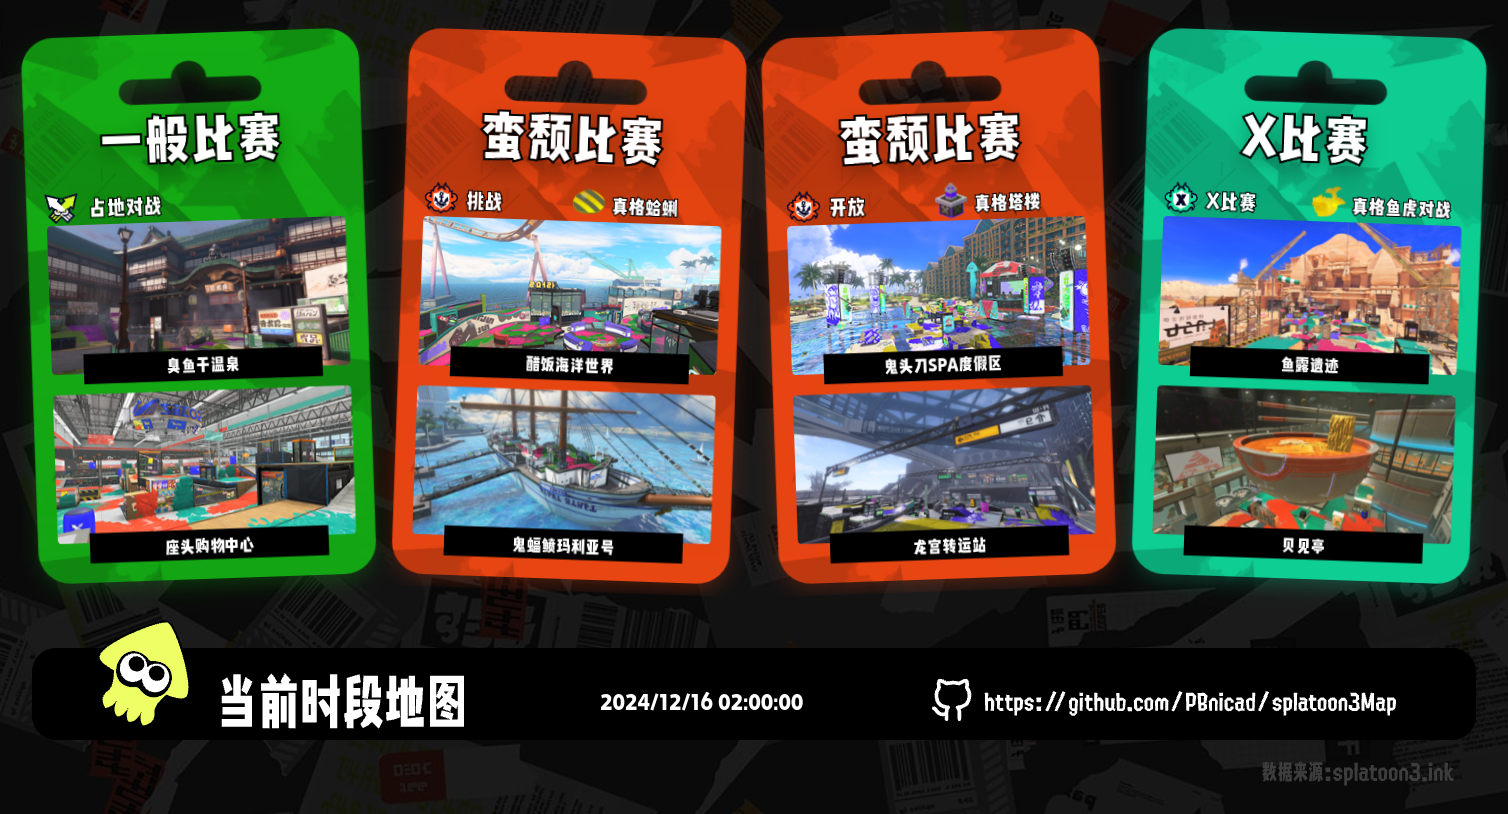 一般比赛
占地对战
臭鱼干温泉
座头购物中心
蛮颓比赛
挑战
真格蛤蜊
醋饭海洋世界
鬼蝠鲼玛利亚号
蛮颓比赛
开放
真格塔楼
鬼头刀SPA度假区
龙宫转运站
X比赛
X比赛
真格鱼虎对战
鱼露遗迹
贝见亭
当前时段地图
2024/12/16 02:00:00
https://github.com/PBnicad/splatoon3Map
数据来源:splatoon3.ink